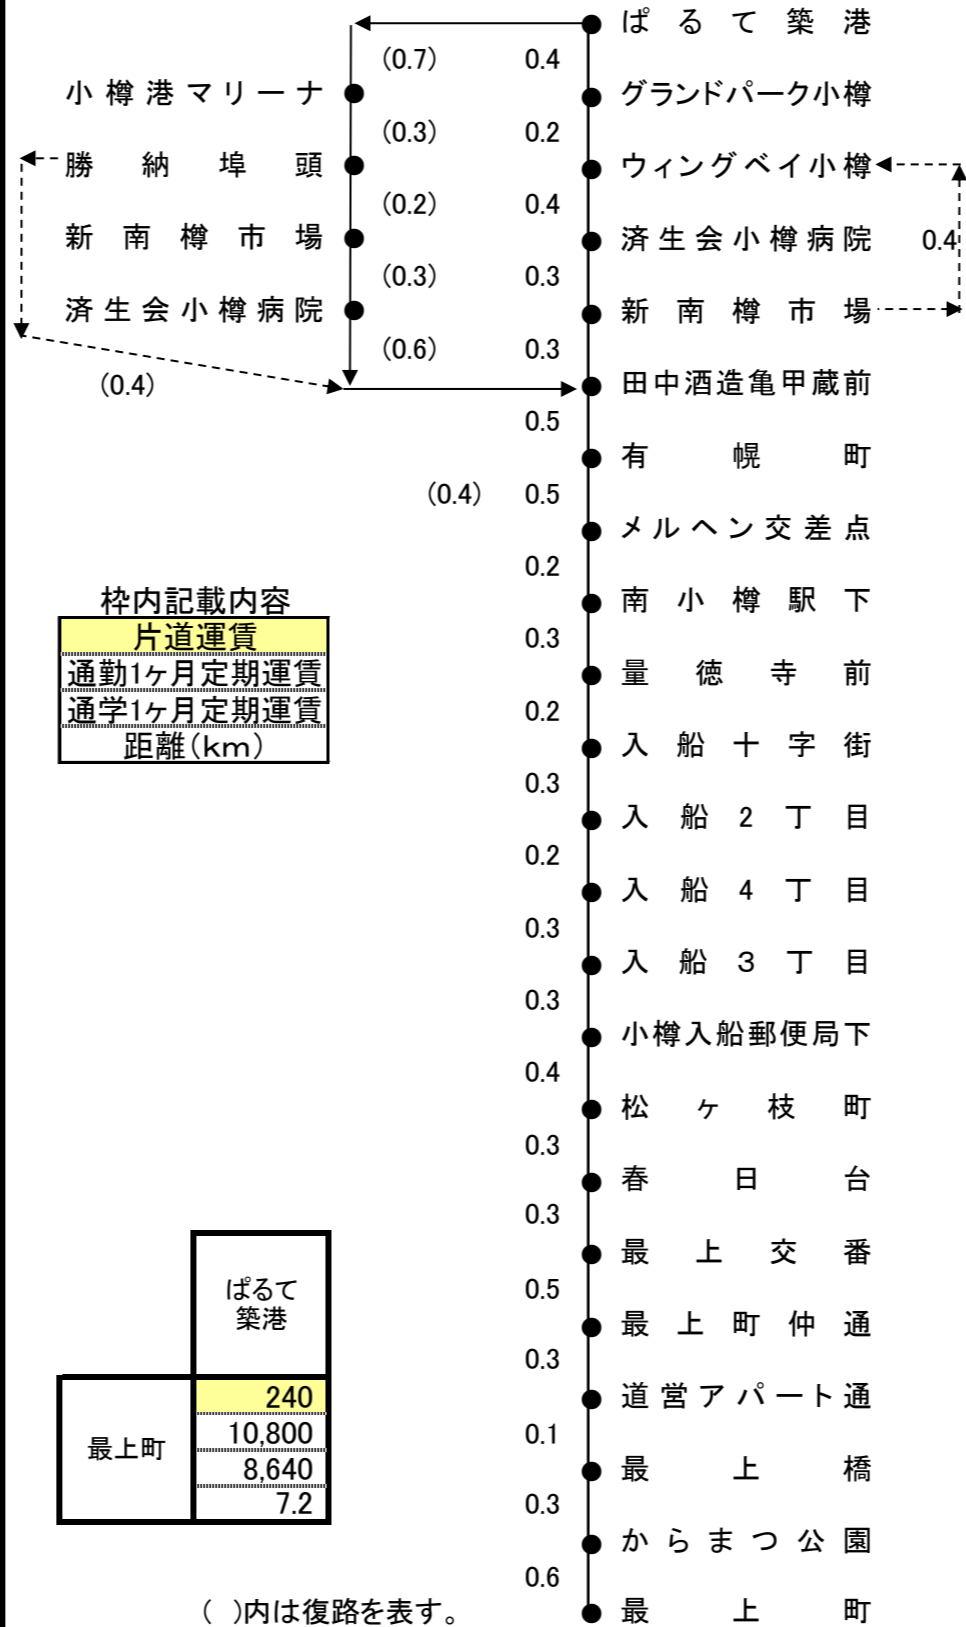 ぱるて築港
(0.7) 0.4
小樽港マリーナ グランドパーク小樽
(0.3) 0.2
勝納埠頭 ウィングベイ小樽
(0.2) 0.4
新南樽市場 済生会小樽病院 0.4
(0.3) 0.3
済生会小樽病院 新南樽市場
(0.6) 0.3
(0.4) 田中酒造亀甲蔵前
0.5
有幌町
(0.4) 0.5
メルヘン交差点
0.2
南小樽駅下
0.3
量徳寺前
0.2
入船十字街
0.3
入船2丁目
0.2
入船4丁目
0.3
入船3丁目
0.3
小樽入船郵便局下
0.4
松ヶ枝町
0.3
春日台
0.3
最上交番
0.5
最上町仲通
0.3
道営アパート通
0.1
最上橋
0.3
からまつ公園
0.6
最上町
枠内記載内容
片道運賃
通勤1ヶ月定期運賃
通学1ヶ月定期運賃
距離(km)
ぱるて
築港
最上町
240
10,800
8,640
7.2
( )内は復路を表す。